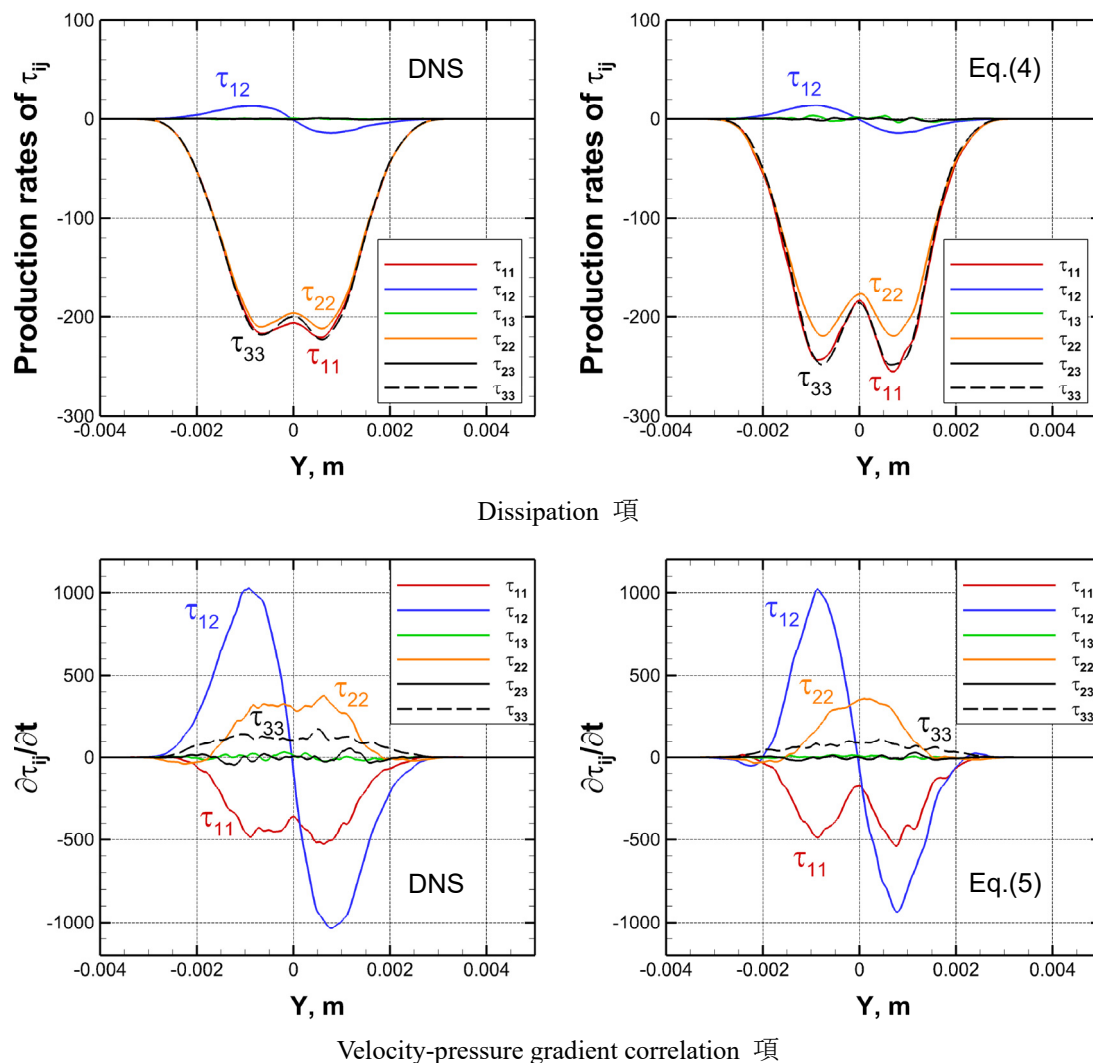 Production rates of τij
100
0
-100
-200
-300
-0.004
-0.002
0
0.002
0.004
Y, m
DNS
τ12
τ22
τ33
τ11
τ11
τ12
τ13
τ22
τ23
τ33
Production rates of τij
100
0
-100
-200
-300
-0.004
-0.002
0
0.002
0.004
Y, m
Eq.(4)
τ12
τ22
τ33
τ11
τ11
τ12
τ13
τ22
τ23
τ33
Dissipation 項
∂τij/∂t
1000
500
0
-500
-1000
-0.004
-0.002
0
0.002
0.004
Y, m
τ12
τ22
τ33
τ11
DNS
τ11
τ12
τ13
τ22
τ23
τ33
∂τij/∂t
1000
500
0
-500
-1000
-0.004
-0.002
0
0.002
0.004
Y, m
τ12
τ22
τ33
τ11
Eq.(5)
τ11
τ12
τ13
τ22
τ23
τ33
Velocity-pressure gradient correlation 項